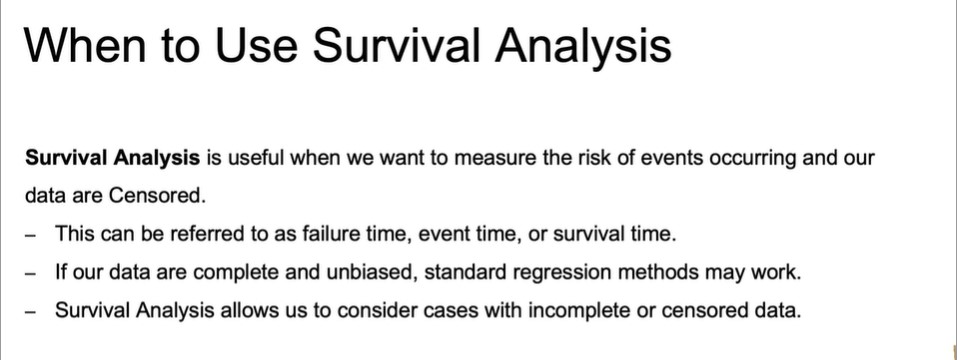 When to Use Survival Analysis
Survival Analysis is useful when we want to measure the risk of events occurring and our
data are Censored.
– This can be referred to as failure time, event time, or survival time.
– If our data are complete and unbiased, standard regression methods may work.
– Survival Analysis allows us to consider cases with incomplete or censored data.